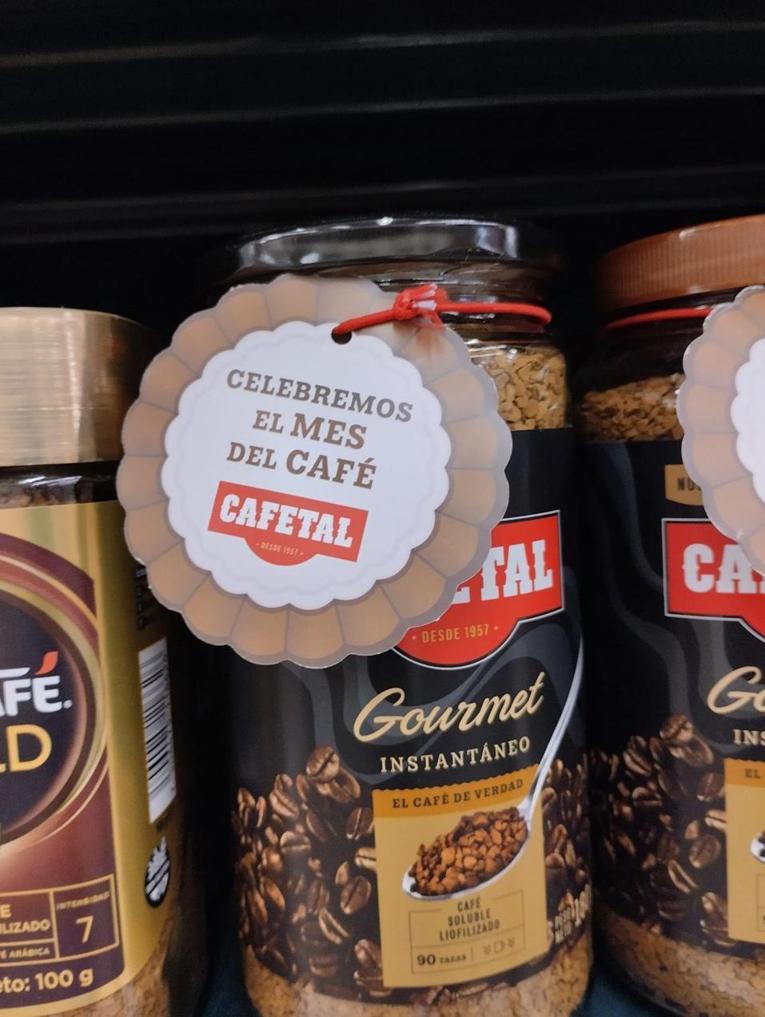 CELEBREMOS
EL MES
DEL CAFÉ
CAFETAL
• DESDE 1957 •
• DESDE 1957 •
Gourmet
INSTANTÁNEO
EL CAFÉ DE VERDAD
CAFÉ
SOLUBLE
LIOFILIZADO
90 TAZAS
INTENSIDAD
7
100 g